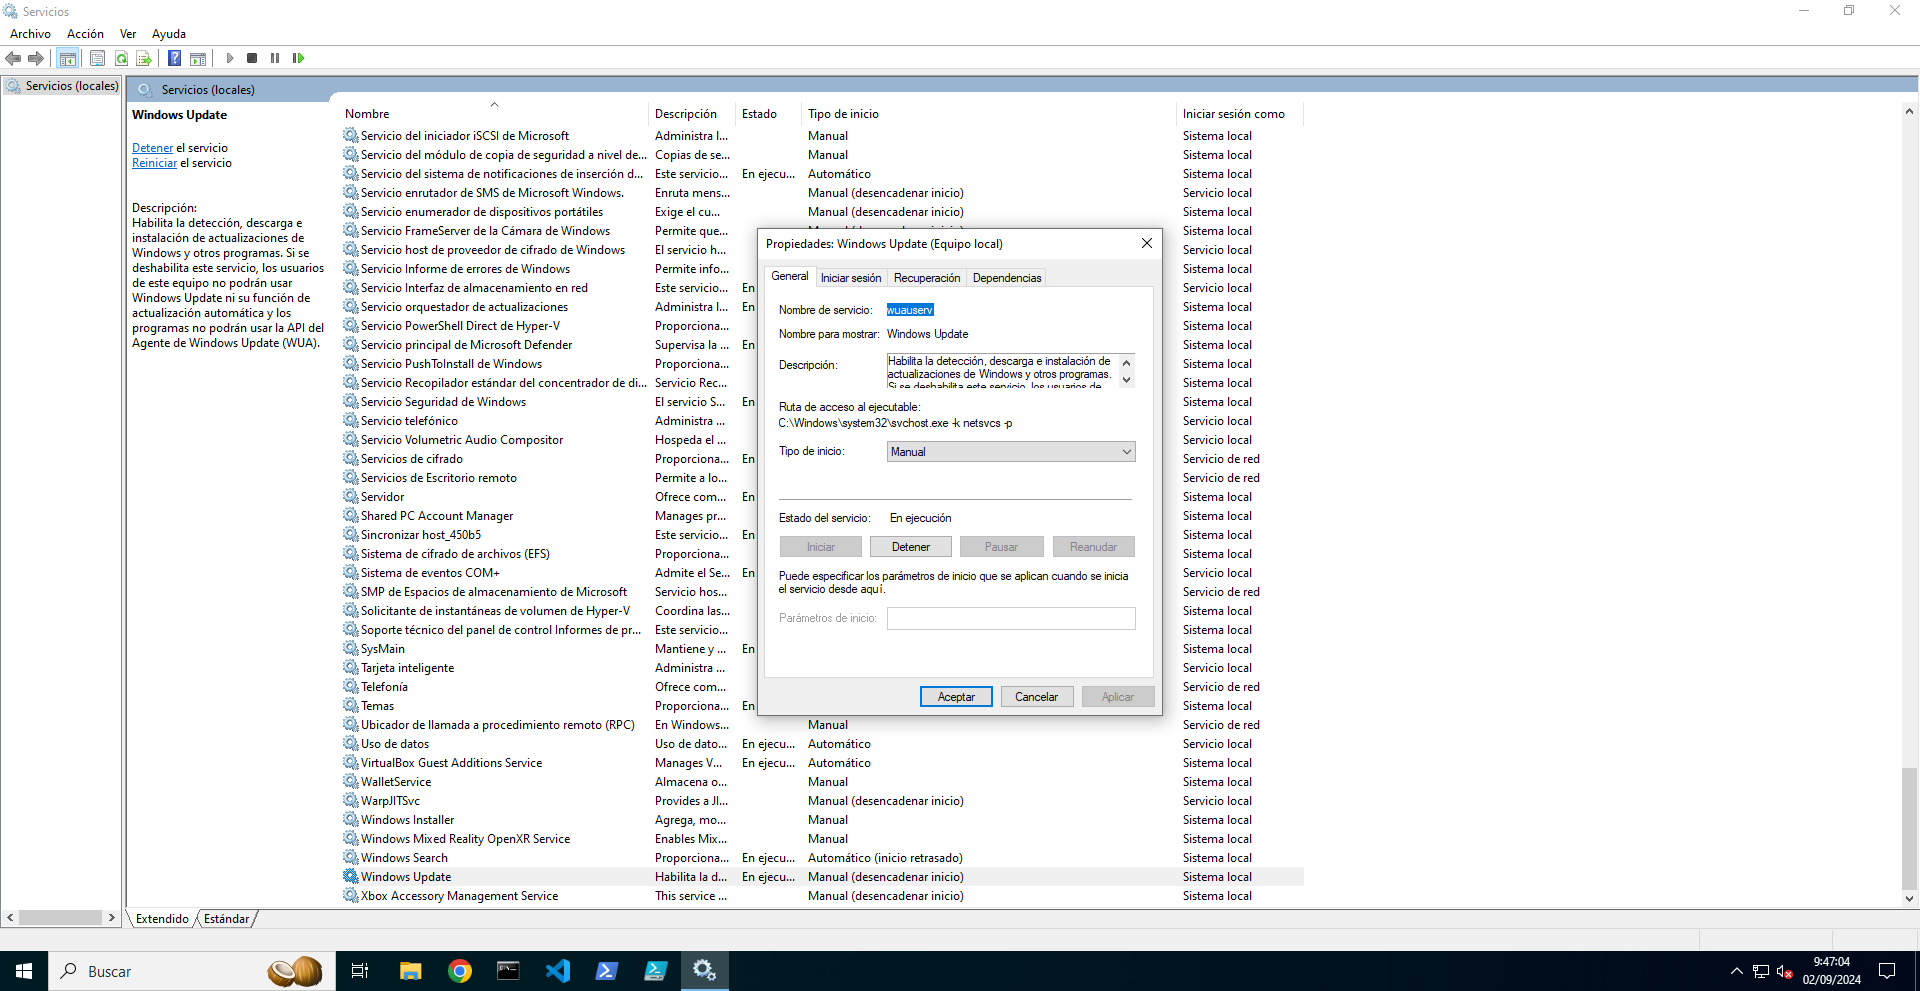 Servicios
Archivo Acción Ver Ayuda
Servicios (locales)
Servicios (locales)
Windows Update
Detener el servicio
Reiniciar el servicio
Descripción:
Habilita la detección, descarga e
instalación de actualizaciones de
Windows y otros programas. Si se
deshabilita este servicio, los usuarios
de este equipo no podrán usar
Windows Update ni su función de
actualización automática y los
programas no podrán usar la API del
Agente de Windows Update (WUA).
Nombre Descripción Estado Tipo de inicio Iniciar sesión como
Servicio del iniciador iSCSI de Microsoft Administra l... Manual Sistema local
Servicio del módulo de copia de seguridad a nivel de... Copias de se... Manual Sistema local
Servicio del sistema de notificaciones de inserción d... Este servicio... En ejecu... Automático Sistema local
Servicio enrutador de SMS de Microsoft Windows. Enruta mens... Manual (desencadenar inicio) Servicio local
Servicio enumerador de dispositivos portátiles Exige el cu... Manual (desencadenar inicio) Sistema local
Servicio FrameServer de la Cámara de Windows Permite que... Servicio local
Servicio host de proveedor de cifrado de Windows El servicio h... Servicio local
Servicio Informe de errores de Windows Permite info... Sistema local
Servicio Interfaz de almacenamiento en red Este servicio... En Servicio local
Servicio orquestador de actualizaciones Administra l... En Sistema local
Servicio PowerShell Direct de Hyper-V Proporciona... Sistema local
Servicio principal de Microsoft Defender Supervisa la ... En Sistema local
Servicio PushToInstall de Windows Proporciona... Sistema local
Servicio Recopilador estándar del concentrador de di... Servicio Rec... Sistema local
Servicio Seguridad de Windows El servicio S... En Sistema local
Servicio telefónico Administra ... Servicio local
Servicio Volumetric Audio Compositor Hospeda el ... Servicio local
Servicios de cifrado Proporciona... En Servicio de red
Servicios de Escritorio remoto Permite a lo... Servicio de red
Servidor Ofrece com... En Sistema local
Shared PC Account Manager Manages pr... Sistema local
Sincronizar host_450b5 Este servicio... En Sistema local
Sistema de cifrado de archivos (EFS) Proporciona... Sistema local
Sistema de eventos COM+ Admite el Se... En Servicio local
SMP de Espacios de almacenamiento de Microsoft Servicio hos... Servicio de red
Solicitante de instantáneas de volumen de Hyper-V Coordina las... Sistema local
Soporte técnico del panel de control Informes de pr... Este servicio... Sistema local
SysMain Mantiene y ... En Sistema local
Tarjeta inteligente Administra ... Servicio local
Telefonía Ofrece com... Servicio de red
Temas Proporciona... En Sistema local
Ubicador de llamada a procedimiento remoto (RPC) En Windows... Manual Servicio de red
Uso de datos Uso de dato... En ejecu... Automático Servicio local
VirtualBox Guest Additions Service Manages V... En ejecu... Automático Sistema local
WalletService Almacena o... Manual Sistema local
WarpJITSvc Provides a JI... Manual (desencadenar inicio) Servicio local
Windows Installer Agrega, mo... Manual Sistema local
Windows Mixed Reality OpenXR Service Enables Mix... Manual Sistema local
Windows Search Proporciona... En ejecu... Automático (inicio retrasado) Sistema local
Windows Update Habilita la d... En ejecu... Manual (desencadenar inicio) Sistema local
Xbox Accessory Management Service This service ... Manual (desencadenar inicio) Sistema local
Propiedades: Windows Update (Equipo local)
General Iniciar sesión Recuperación Dependencias
Nombre de servicio: wuauserv
Nombre para mostrar: Windows Update
Descripción: Habilita la detección, descarga e instalación de
actualizaciones de Windows y otros programas.
Si se deshabilita este servicio, los usuarios de
Ruta de acceso al ejecutable:
C:\Windows\system32\svchost.exe -k netsvcs -p
Tipo de inicio: Manual
Estado del servicio: En ejecución
Iniciar Detener Pausar Reanudar
Puede especificar los parámetros de inicio que se aplican cuando se inicia
el servicio desde aquí.
Parámetros de inicio:
Aceptar Cancelar Aplicar
Extendido Estándar
Buscar
9:47:04
02/09/2024